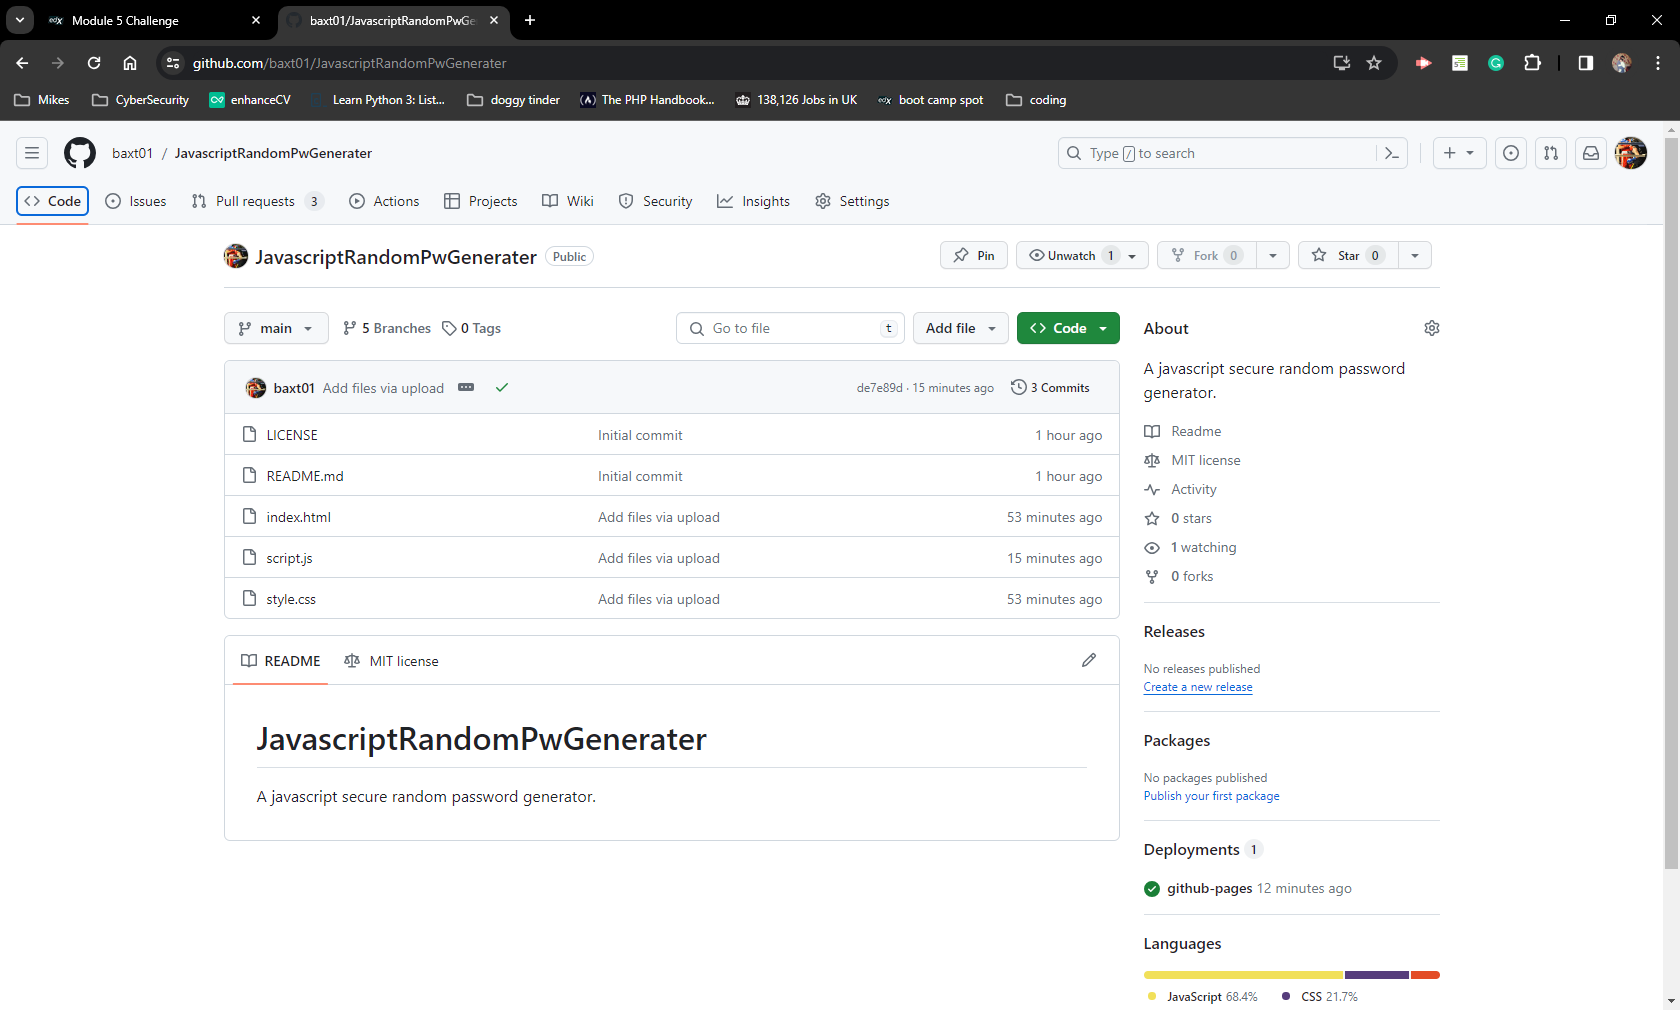 edX Module 5 Challenge
baxt01/JavascriptRandomPwGe
github.com/baxt01/JavascriptRandomPwGenerater
Mikes CyberSecurity enhanceCV Learn Python 3: List... doggy tinder The PHP Handbook... 138,126 Jobs in UK edX boot camp spot coding
baxt01 / JavascriptRandomPwGenerater Type / to search
Code Issues Pull requests 3 Actions Projects Wiki Security Insights Settings
JavascriptRandomPwGenerater Public Pin Unwatch 1 Fork 0 Star 0
main 5 Branches 0 Tags Go to file t Add file Code
baxt01 Add files via upload de7e89d · 15 minutes ago 3 Commits
LICENSE Initial commit 1 hour ago
README.md Initial commit 1 hour ago
index.html Add files via upload 53 minutes ago
script.js Add files via upload 15 minutes ago
style.css Add files via upload 53 minutes ago
README MIT license
JavascriptRandomPwGenerater
A javascript secure random password generator.
About
A javascript secure random password
generator.
Readme
MIT license
Activity
0 stars
1 watching
0 forks
Releases
No releases published
Create a new release
Packages
No packages published
Publish your first package
Deployments 1
github-pages 12 minutes ago
Languages
JavaScript 68.4% CSS 21.7%